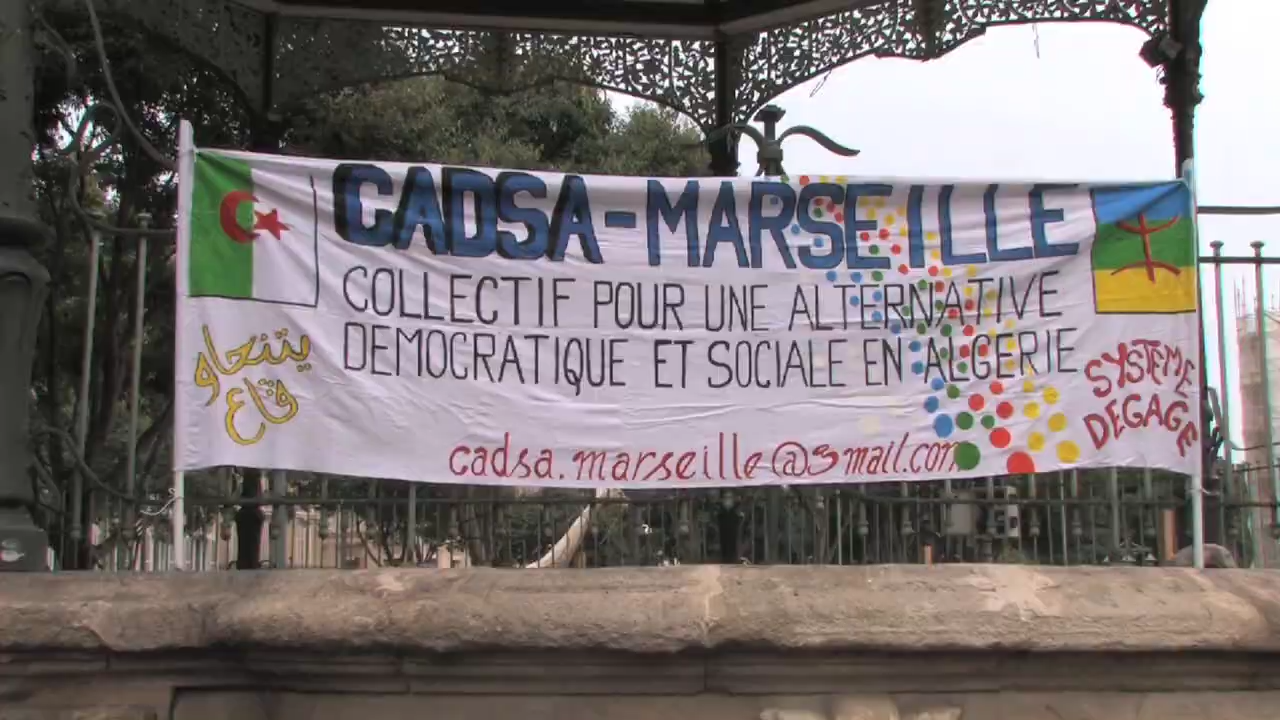 CADSA-MARSEILLE
COLLECTIF POUR UNE ALTERNATIVE
DEMOCRATIQUE ET SOCIALE EN ALGERIE
يتنحاو
قاع
SYSTEME
DEGAGE
cadsa.marseille@gmail.com